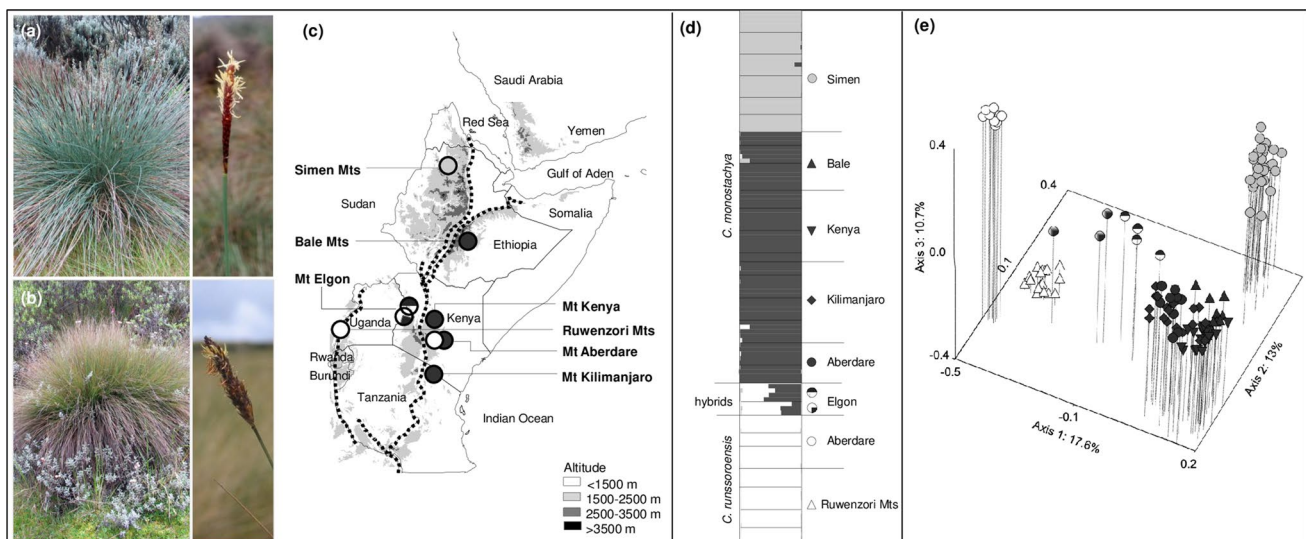 (a)
(b)
(c)
Saudi Arabia
Red Sea
Yemen
Simen Mts
Gulf of Aden
Sudan
Somalia
Bale Mts
Ethiopia
Mt Elgon
Mt Kenya
Uganda
Kenya
Ruwenzori Mts
Rwanda
Mt Aberdare
Burundi
Mt Kilimanjaro
Tanzania
Indian Ocean
Altitude
<1500 m
1500-2500 m
2500-3500 m
>3500 m
(d)
C. monostachya
hybrids
C. runssoroensis
Simen
Bale
Kenya
Kilimanjaro
Aberdare
Elgon
Aberdare
Ruwenzori Mts
(e)
Axis 3: 10.7%
0.4
0.0
-0.4
0.4
0.1
-0.5
-0.1
0.2
Axis 1: 17.6%
Axis 2: 13%